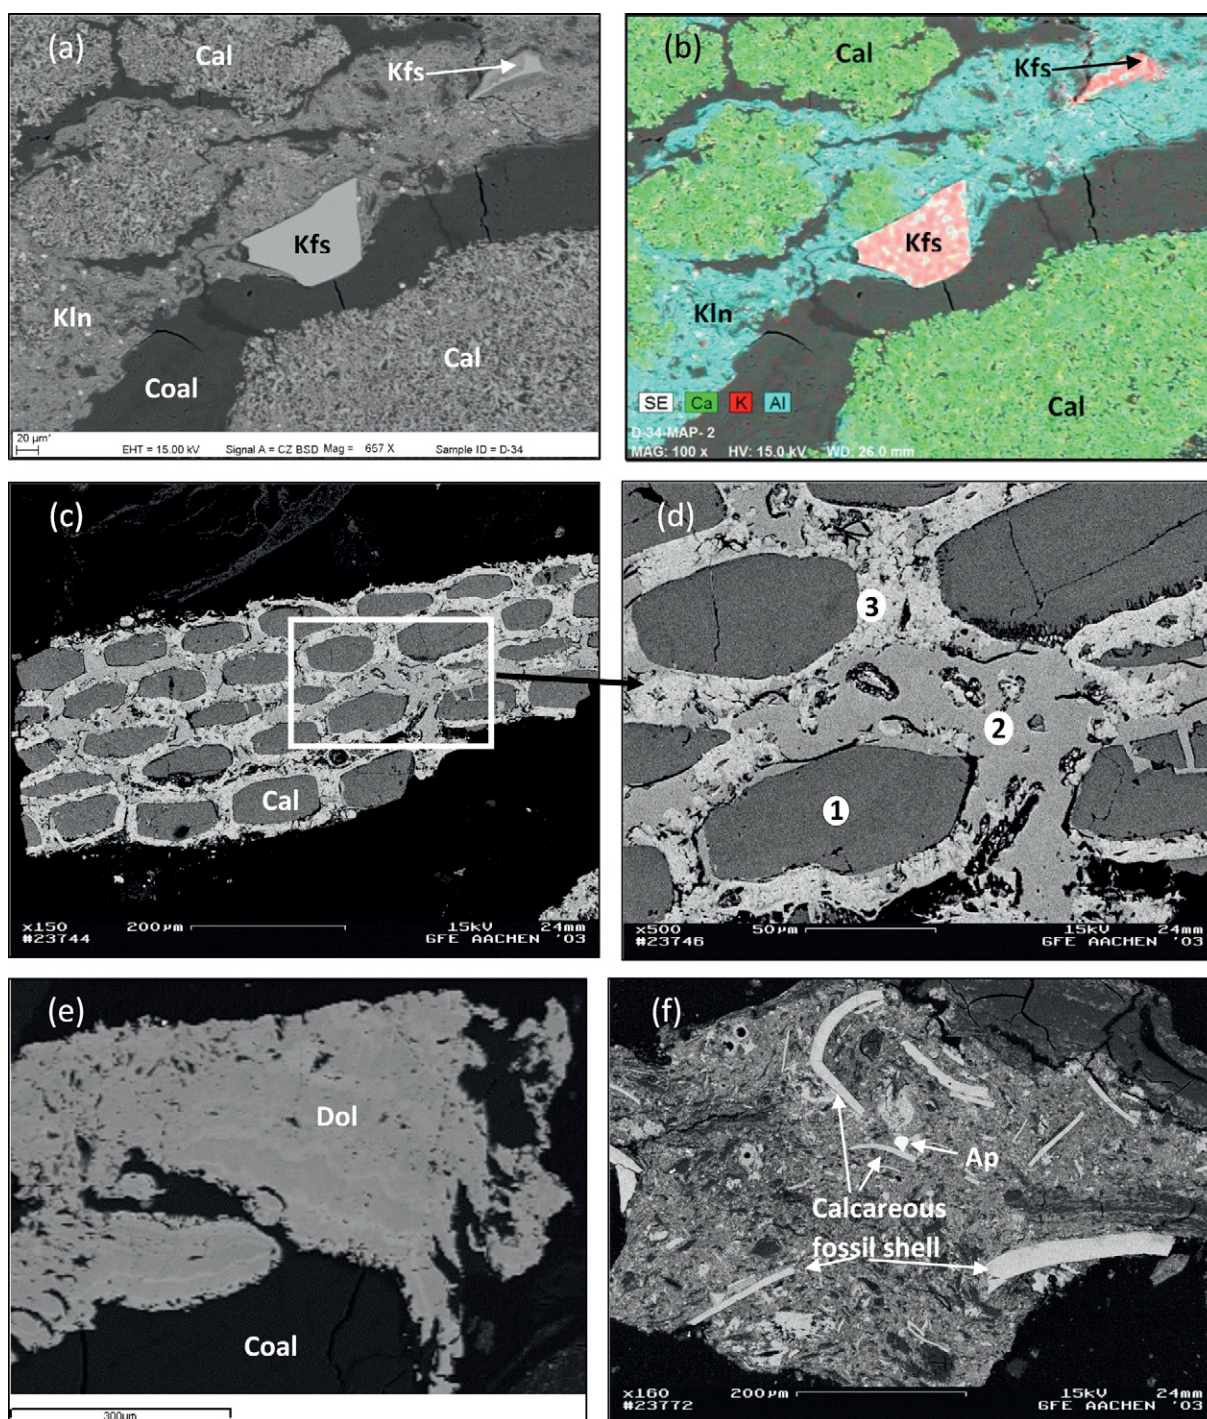 (a)
Cal
Kfs
Kfs
Kln
Cal
Coal
20 µm
EHT = 15.00 kV Signal A = CZ BSD Mag = 657 X Sample ID = D-34
(b)
Cal
Kfs
Kfs
Kln
Cal
SE Ca K Al
D-34-MAP- 2
MAG: 100 x HV: 15.0 kV WD: 26.0 mm
(c)
Cal
x150 200µm 15kV 24mm
#23744 GFE AACHEN '03
(d)
3
2
1
x500 50µm 15kV 24mm
#23746 GFE AACHEN '03
(e)
Dol
Coal
300µm
(f)
Ap
Calcareous
fossil shell
x160 200µm 15kV 24mm
#23772 GFE AACHEN '03